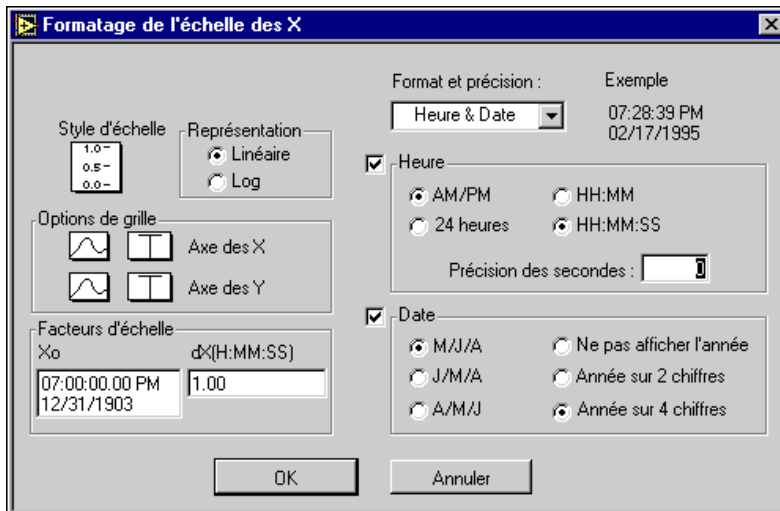 Formatage de l'échelle des X
Format et précision :
Exemple
Heure & Date
07:28:39 PM
02/17/1995
Style d'échelle
1.0
0.5
0.0
Représentation
Linéaire
Log
Heure
AM/PM
HH:MM
24 heures
HH:MM:SS
Précision des secondes :
0
Options de grille
Axe des X
Axe des Y
Facteurs d'échelle
Xo
dX(H:MM:SS)
07:00:00.00 PM
12/31/1903
1.00
Date
M/J/A
Ne pas afficher l'année
J/M/A
Année sur 2 chiffres
A/M/J
Année sur 4 chiffres
OK
Annuler